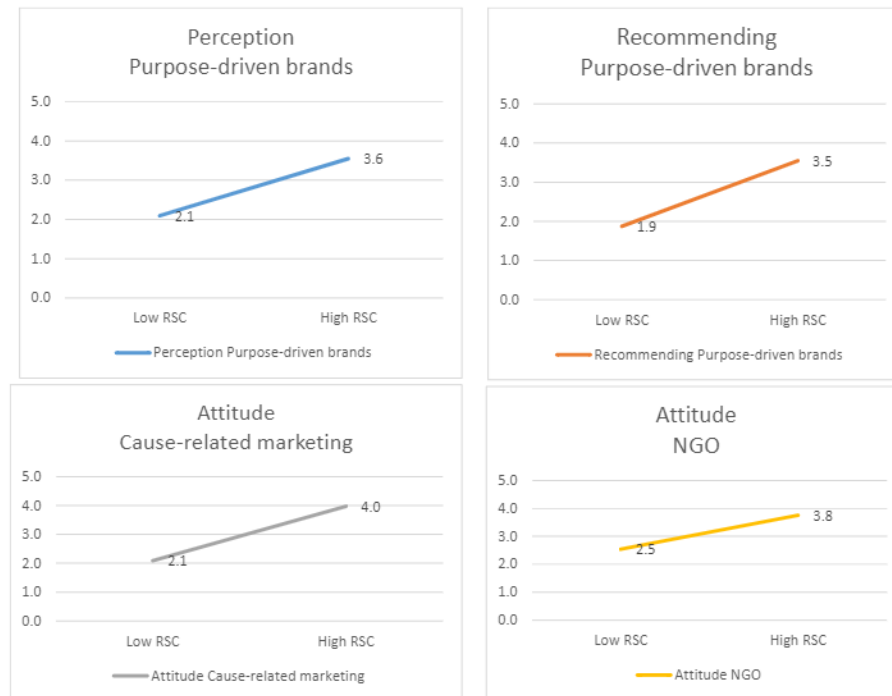 Perception
Purpose-driven brands
5.0
4.0
3.0
2.0
1.0
0.0
2.1
3.6
Low RSC
High RSC
Perception Purpose-driven brands
Recommending
Purpose-driven brands
5.0
4.0
3.0
2.0
1.0
0.0
1.9
3.5
Low RSC
High RSC
Recommending Purpose-driven brands
Attitude
Cause-related marketing
5.0
4.0
3.0
2.0
1.0
0.0
2.1
4.0
Low RSC
High RSC
Attitude Cause-related marketing
Attitude
NGO
5.0
4.0
3.0
2.0
1.0
0.0
2.5
3.8
Low RSC
High RSC
Attitude NGO